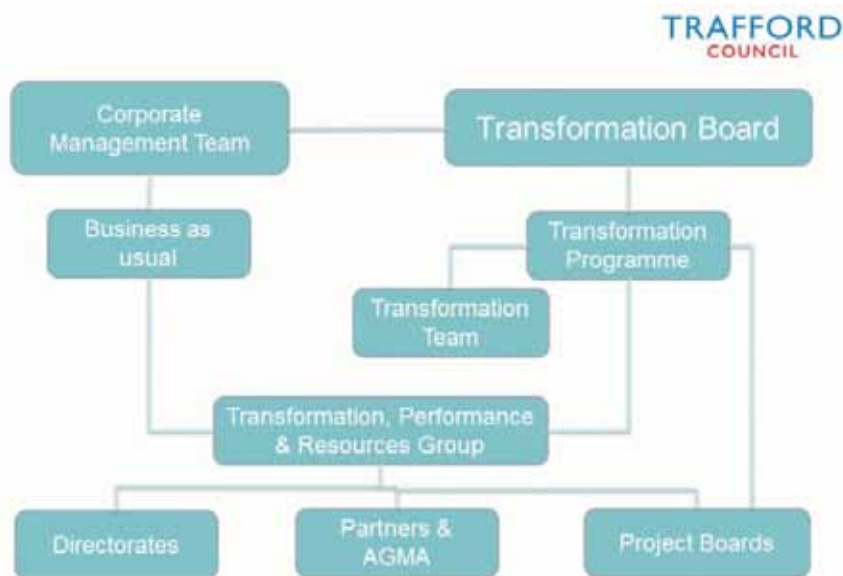 TRAFFORD
COUNCIL
Corporate
Management Team
Transformation Board
Business as
usual
Transformation
Programme
Transformation
Team
Transformation, Performance
& Resources Group
Directorates
Partners &
AGMA
Project Boards